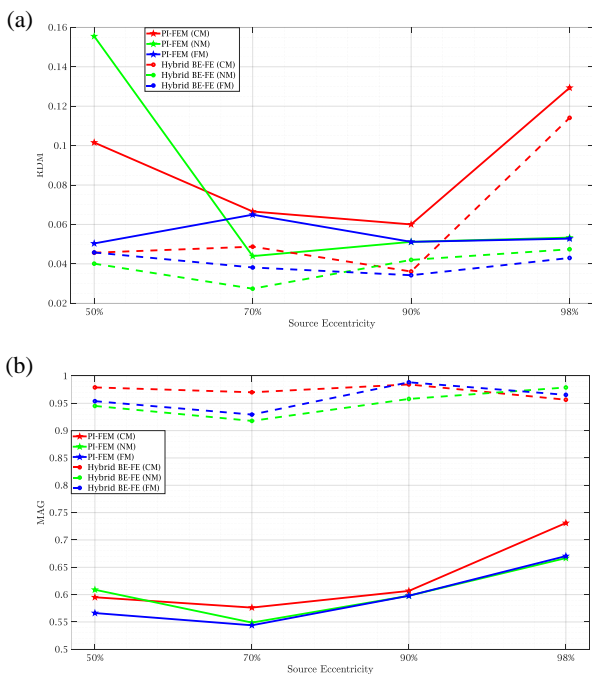 (a)
0.16
0.14
0.12
0.1
0.08
0.06
0.04
0.02
RDM
PI-FEM (CM)
PI-FEM (NM)
PI-FEM (FM)
Hybrid BE-FE (CM)
Hybrid BE-FE (NM)
Hybrid BE-FE (FM)
50%
70%
90%
98%
Source Eccentricity
(b)
1
0.95
0.9
0.85
0.8
0.75
0.7
0.65
0.6
0.55
0.5
MAG
PI-FEM (CM)
PI-FEM (NM)
PI-FEM (FM)
Hybrid BE-FE (CM)
Hybrid BE-FE (NM)
Hybrid BE-FE (FM)
50%
70%
90%
98%
Source Eccentricity